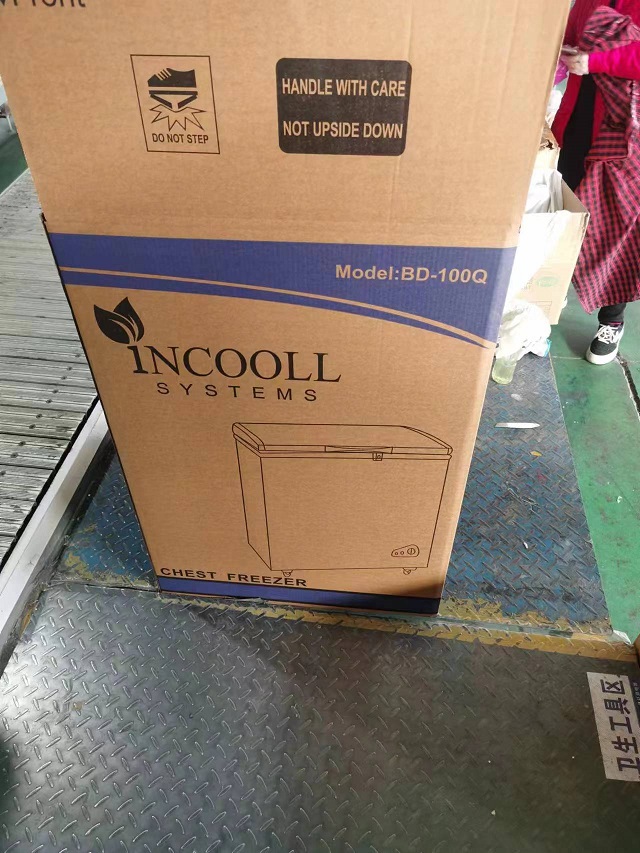 DO NOT STEP
HANDLE WITH CARE
NOT UPSIDE DOWN
Model:BD-100Q
iNCOOLL
SYSTEMS
CHEST FREEZER
卫生工具区